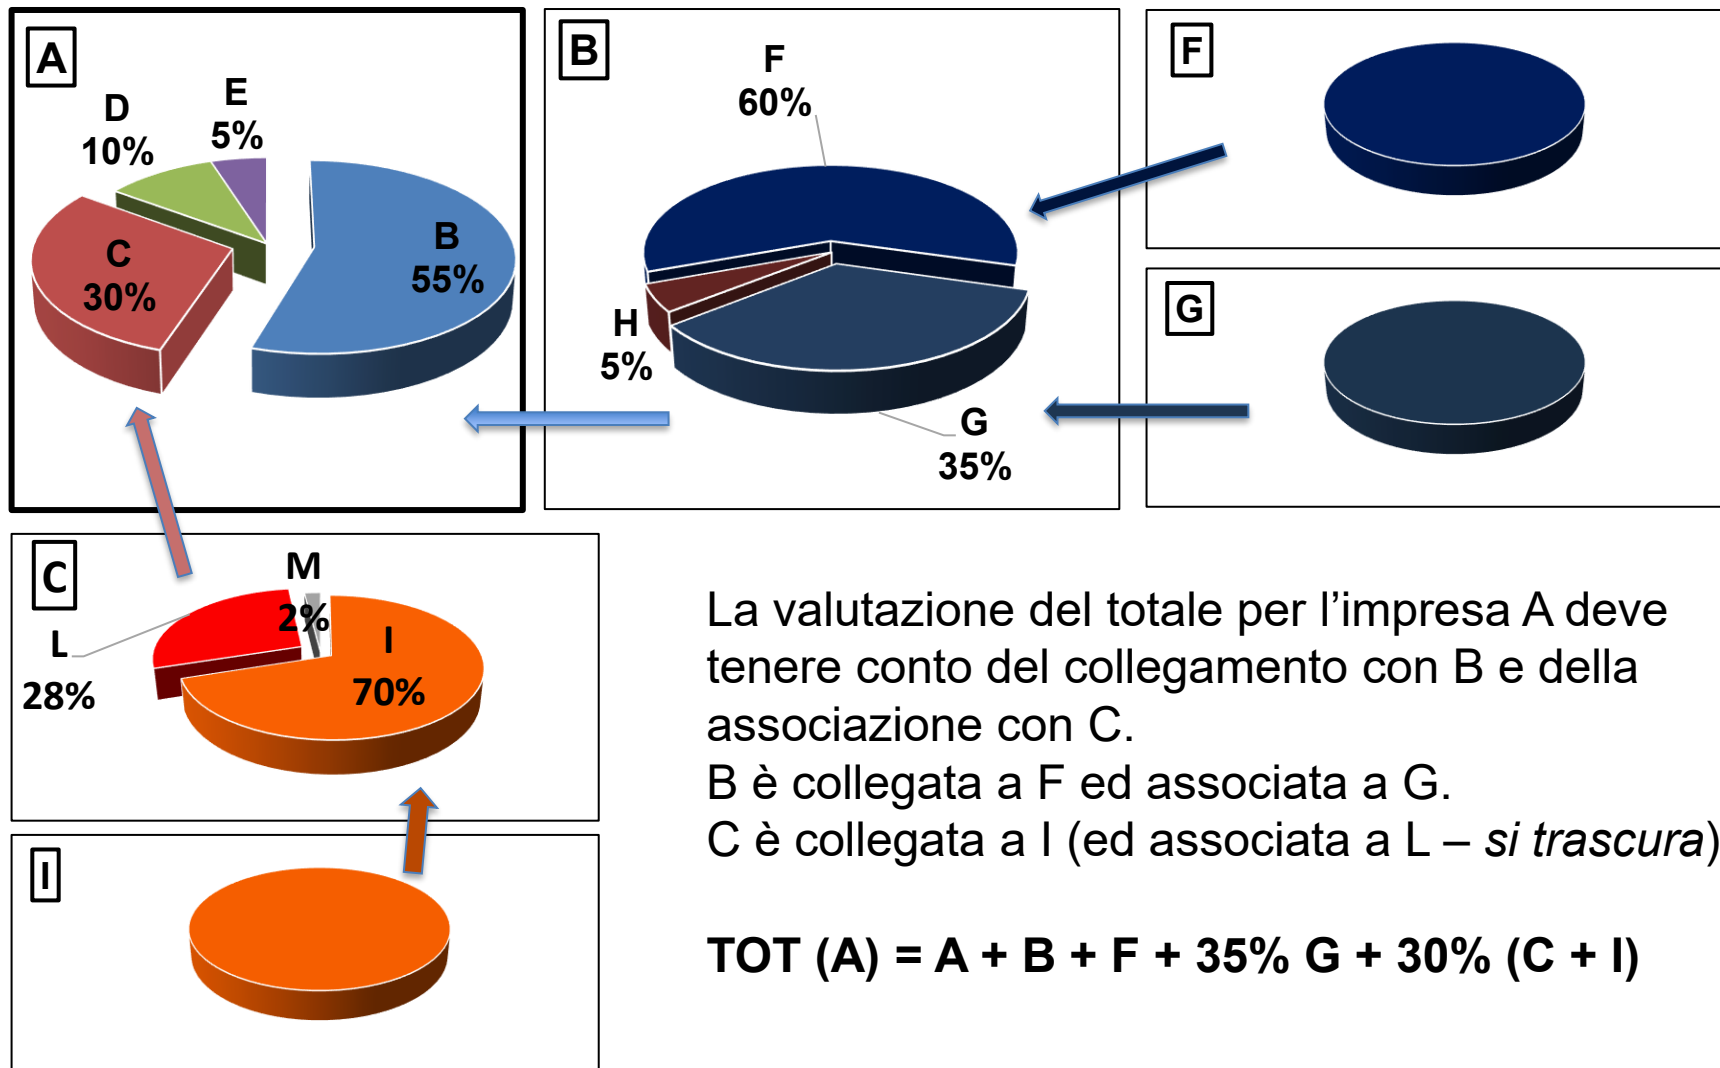 A
D
10%
E
5%
C
30%
B
55%
B
F
60%
H
5%
G
35%
F
G
C
M
2%
L
28%
I
70%
I
La valutazione del totale per l’impresa A deve
tenere conto del collegamento con B e della
associazione con C.
B è collegata a F ed associata a G.
C è collegata a I (ed associata a L – si trascura)
TOT (A) = A + B + F + 35% G + 30% (C + I)